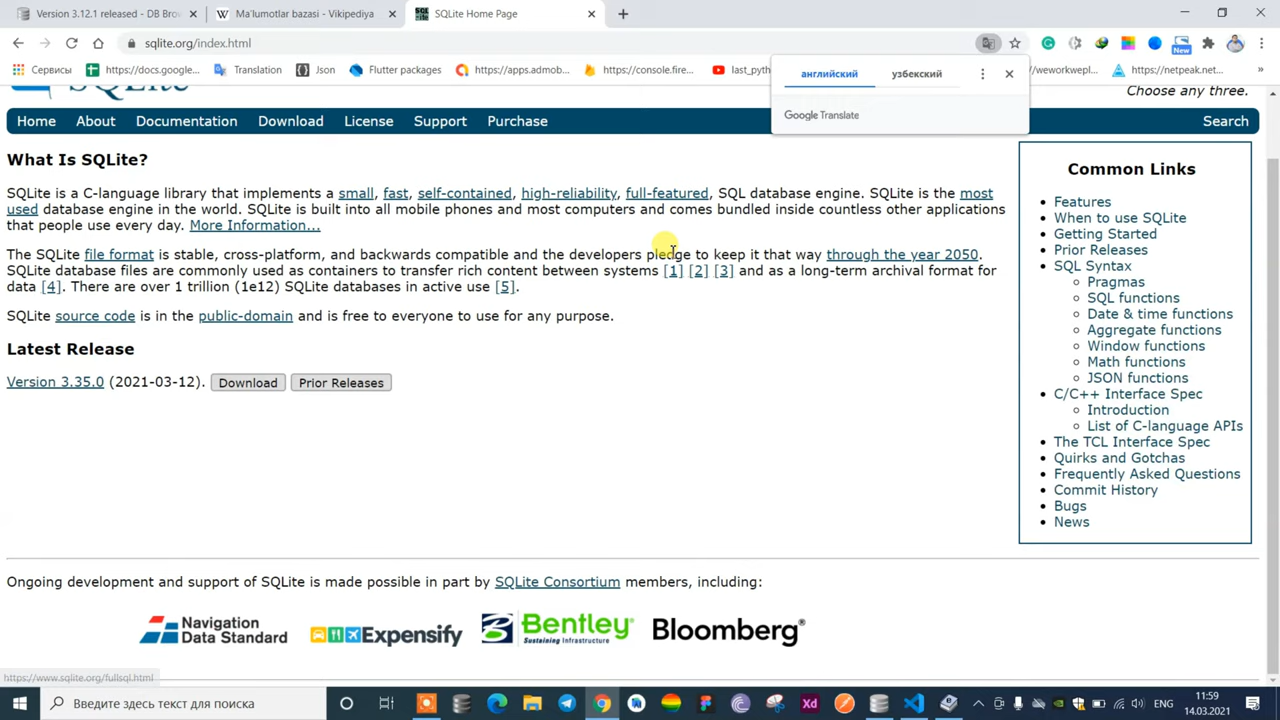 Version 3.12.1 released - DB Brow
Ma'lumotlar bazasi - Vikipediya
SQLite Home Page
sqlite.org/index.html
New
Сервисы
https://docs.google...
Translation
Json
Flutter packages
https://apps.admob...
https://console.fire...
last_pyth
/weworkwepl...
https://netpeak.net...
английский
узбекский
Google Translate
Choose any three.
Home
About
Documentation
Download
License
Support
Purchase
Search
What Is SQLite?
SQLite is a C-language library that implements a small, fast, self-contained, high-reliability, full-featured, SQL database engine. SQLite is the most
used database engine in the world. SQLite is built into all mobile phones and most computers and comes bundled inside countless other applications
that people use every day. More Information...
The SQLite file format is stable, cross-platform, and backwards compatible and the developers pledge to keep it that way through the year 2050.
SQLite database files are commonly used as containers to transfer rich content between systems [1] [2] [3] and as a long-term archival format for
data [4]. There are over 1 trillion (1e12) SQLite databases in active use [5].
SQLite source code is in the public-domain and is free to everyone to use for any purpose.
Latest Release
Version 3.35.0 (2021-03-12). Download Prior Releases
Common Links
Features
When to use SQLite
Getting Started
Prior Releases
SQL Syntax
Pragmas
SQL functions
Date & time functions
Aggregate functions
Window functions
Math functions
JSON functions
C/C++ Interface Spec
Introduction
List of C-language APIs
The TCL Interface Spec
Quirks and Gotchas
Frequently Asked Questions
Commit History
Bugs
News
Ongoing development and support of SQLite is made possible in part by SQLite Consortium members, including:
Navigation
Data Standard
Expensify
Bentley
Sustaining Infrastructure
Bloomberg
https://www.sqlite.org/fullsql.html
Введите здесь текст для поиска
Xd
ENG
11:59
14.03.2021